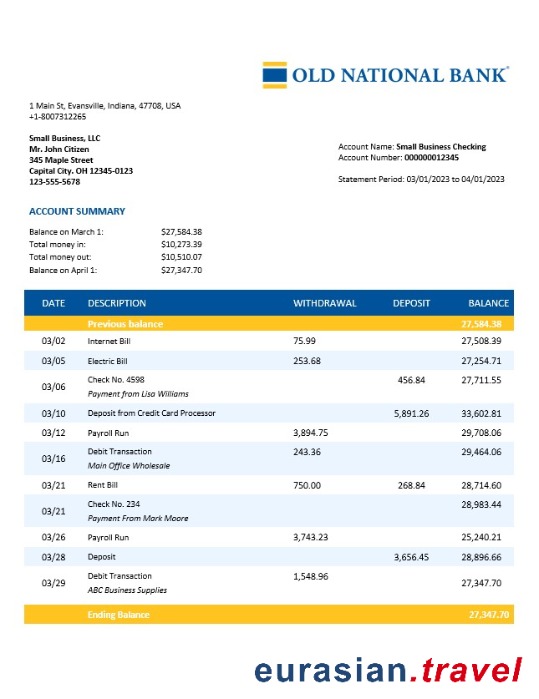 OLD NATIONAL BANK
1 Main St, Evansville, Indiana, 47708, USA
+1-8007312265
Small Business, LLC
Mr. John Citizen
345 Maple Street
Capital City. OH 12345-0123
123-555-5678
Account Name: Small Business Checking
Account Number: 000000012345
Statement Period: 03/01/2023 to 04/01/2023
ACCOUNT SUMMARY
Balance on March 1: $27,584.38
Total money in: $10,273.39
Total money out: $10,510.07
Balance on April 1: $27,347.70
DATE DESCRIPTION WITHDRAWAL DEPOSIT BALANCE
Previous balance 27,584.38
03/02 Internet Bill 75.99 27,508.39
03/05 Electric Bill 253.68 27,254.71
03/06 Check No. 4598 456.84 27,711.55
Payment from Lisa Williams
03/10 Deposit from Credit Card Processor 5,891.26 33,602.81
03/12 Payroll Run 3,894.75 29,708.06
03/16 Debit Transaction 243.36 29,464.06
Main Office Wholesale
03/21 Rent Bill 750.00 268.84 28,714.60
03/21 Check No. 234 28,983.44
Payment From Mark Moore
03/26 Payroll Run 3,743.23 25,240.21
03/28 Deposit 3,656.45 28,896.66
03/29 Debit Transaction 1,548.96 27,347.70
ABC Business Supplies
Ending Balance 27,347.70
eurasian.travel